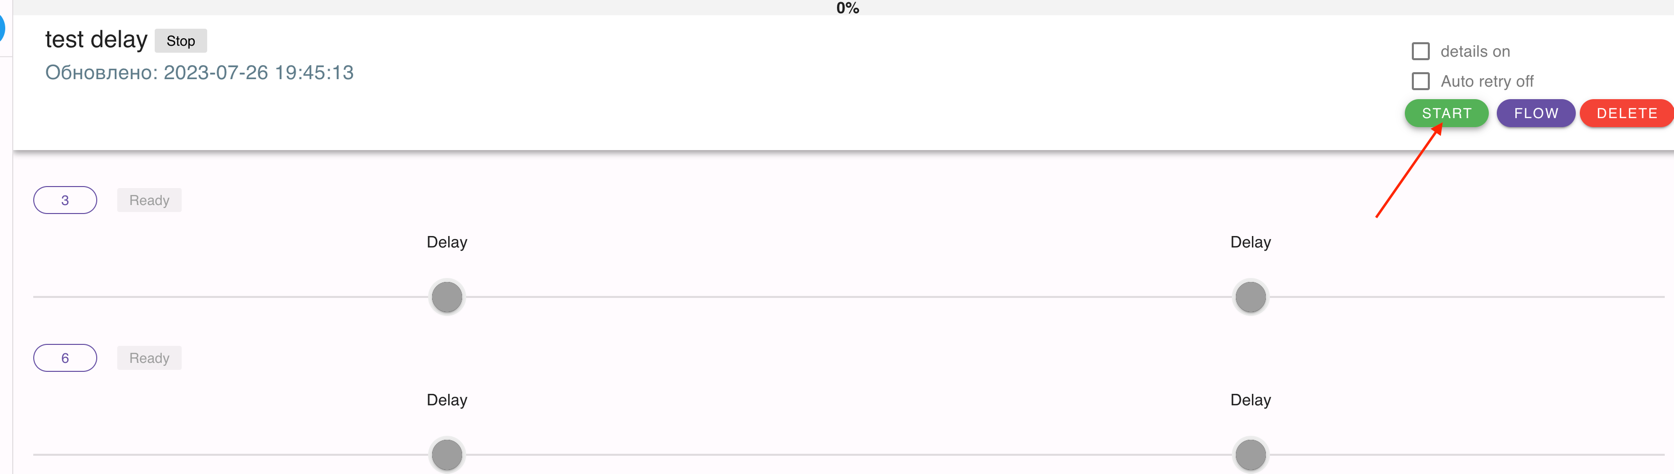 0%
test delay Stop
Обновлено: 2023-07-26 19:45:13
details on
Auto retry off
START FLOW DELETE
3 Ready
Delay Delay
6 Ready
Delay Delay